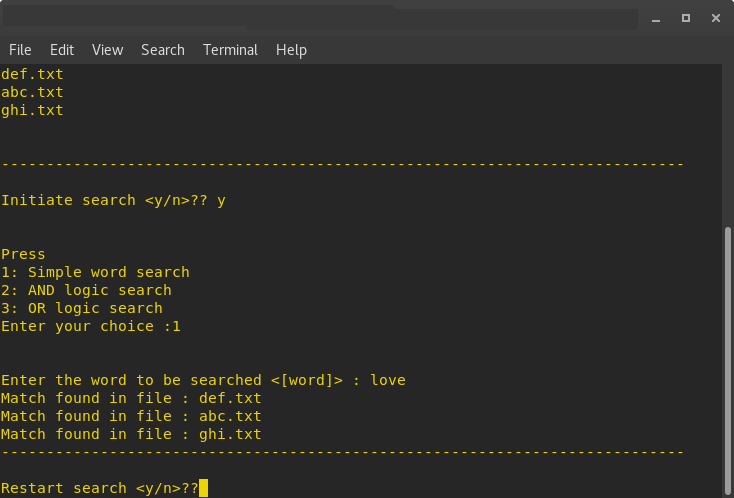 File Edit View Search Terminal Help
def.txt
abc.txt
ghi.txt
----------------------------------------------------------------------------
Initiate search <y/n>?? y
Press
1: Simple word search
2: AND logic search
3: OR logic search
Enter your choice :1
Enter the word to be searched <[word]> : love
Match found in file : def.txt
Match found in file : abc.txt
Match found in file : ghi.txt
----------------------------------------------------------------------------
Restart search <y/n>??